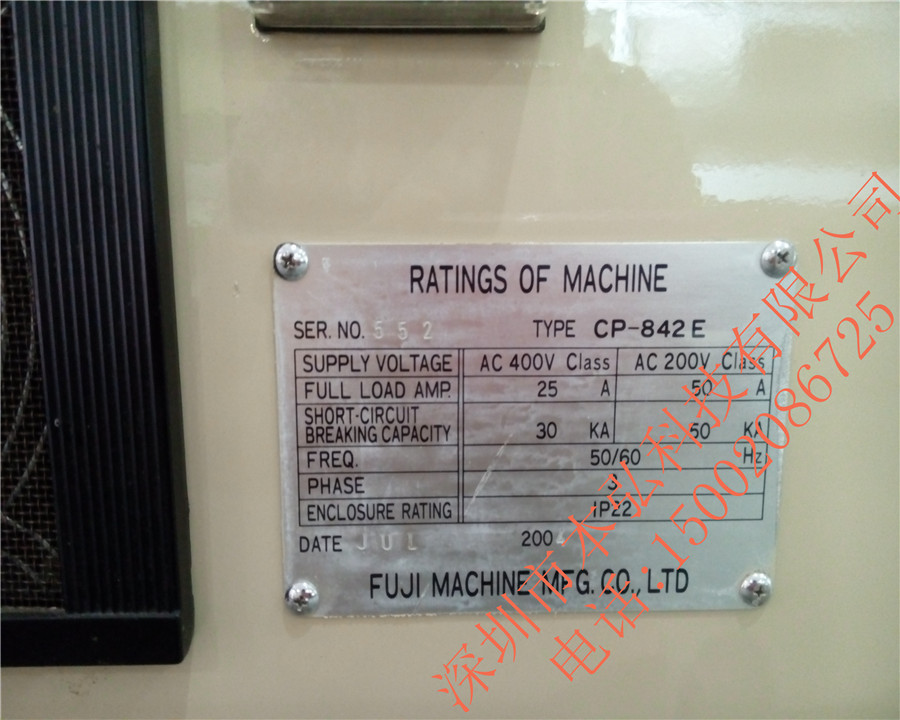 RATINGS OF MACHINE
SER. NO. 552 TYPE CP-842E
SUPPLY VOLTAGE AC 400V Class AC 200V Class
FULL LOAD AMP. 25 A 50 A
SHORT-CIRCUIT
BREAKING CAPACITY 30 KA 50 KA
FREQ. 50/60 Hz
PHASE 3
ENCLOSURE RATING IP22
DATE JUL 2004
FUJI MACHINE MFG. CO., LTD
深圳市本弘科技有限公司
电话:15002086725